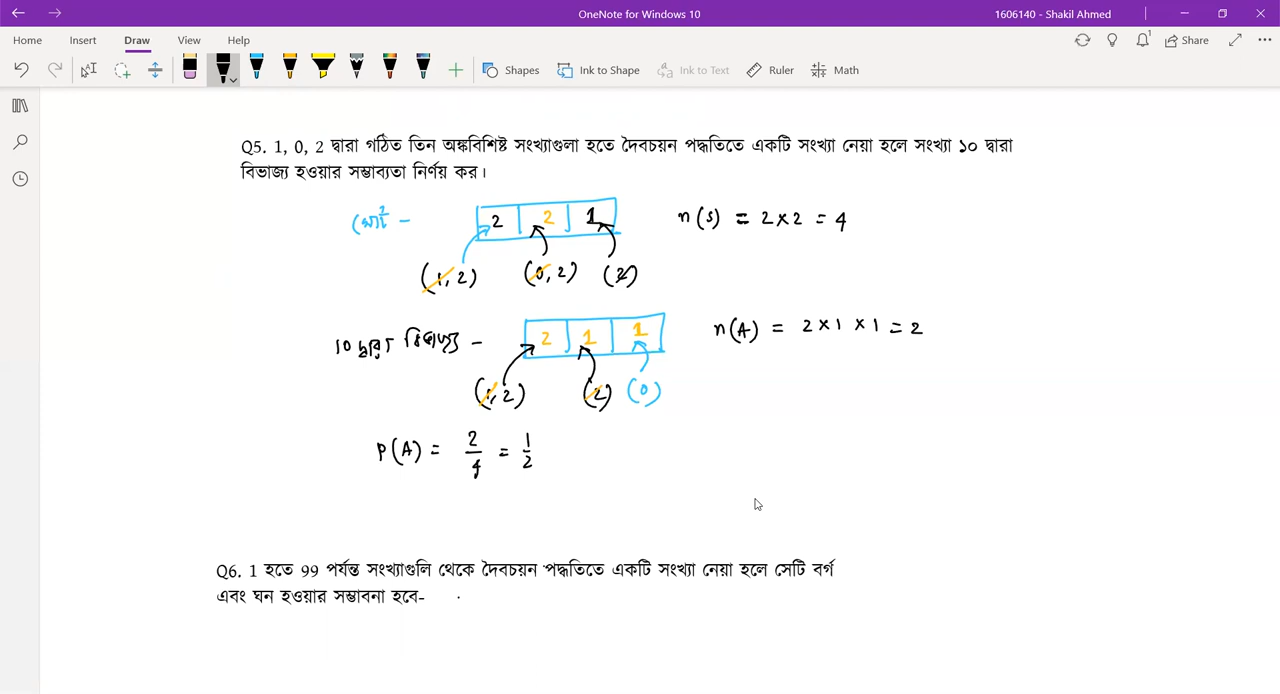 OneNote for Windows 10
1606140 - Shakil Ahmed
Home Insert Draw View Help
Share
Shapes Ink to Shape Ink to Text Ruler Math
Q5. 1, 0, 2 দ্বারা গঠিত তিন অঙ্কবিশিষ্ট সংখ্যাগুলা হতে দৈবচয়ন পদ্ধতিতে একটি সংখ্যা নেয়া হলে সংখ্যা ১০ দ্বারা
বিভাজ্য হওয়ার সম্ভাব্যতা নির্ণয় কর।
2 2 1 n(S) = 2×2 = 4
(1, 2) (0, 2) (2)
10 দ্বারা বিভাজ্য - 2 1 1 n(A) = 2×1×1 = 2
(1, 2) (2) (0)
P(A) = 2/4 = 1/2
Q6. 1 হতে 99 পর্যন্ত সংখ্যাগুলি থেকে দৈবচয়ন পদ্ধতিতে একটি সংখ্যা নেয়া হলে সেটি বর্গ
এবং ঘন হওয়ার সম্ভাবনা হবে-